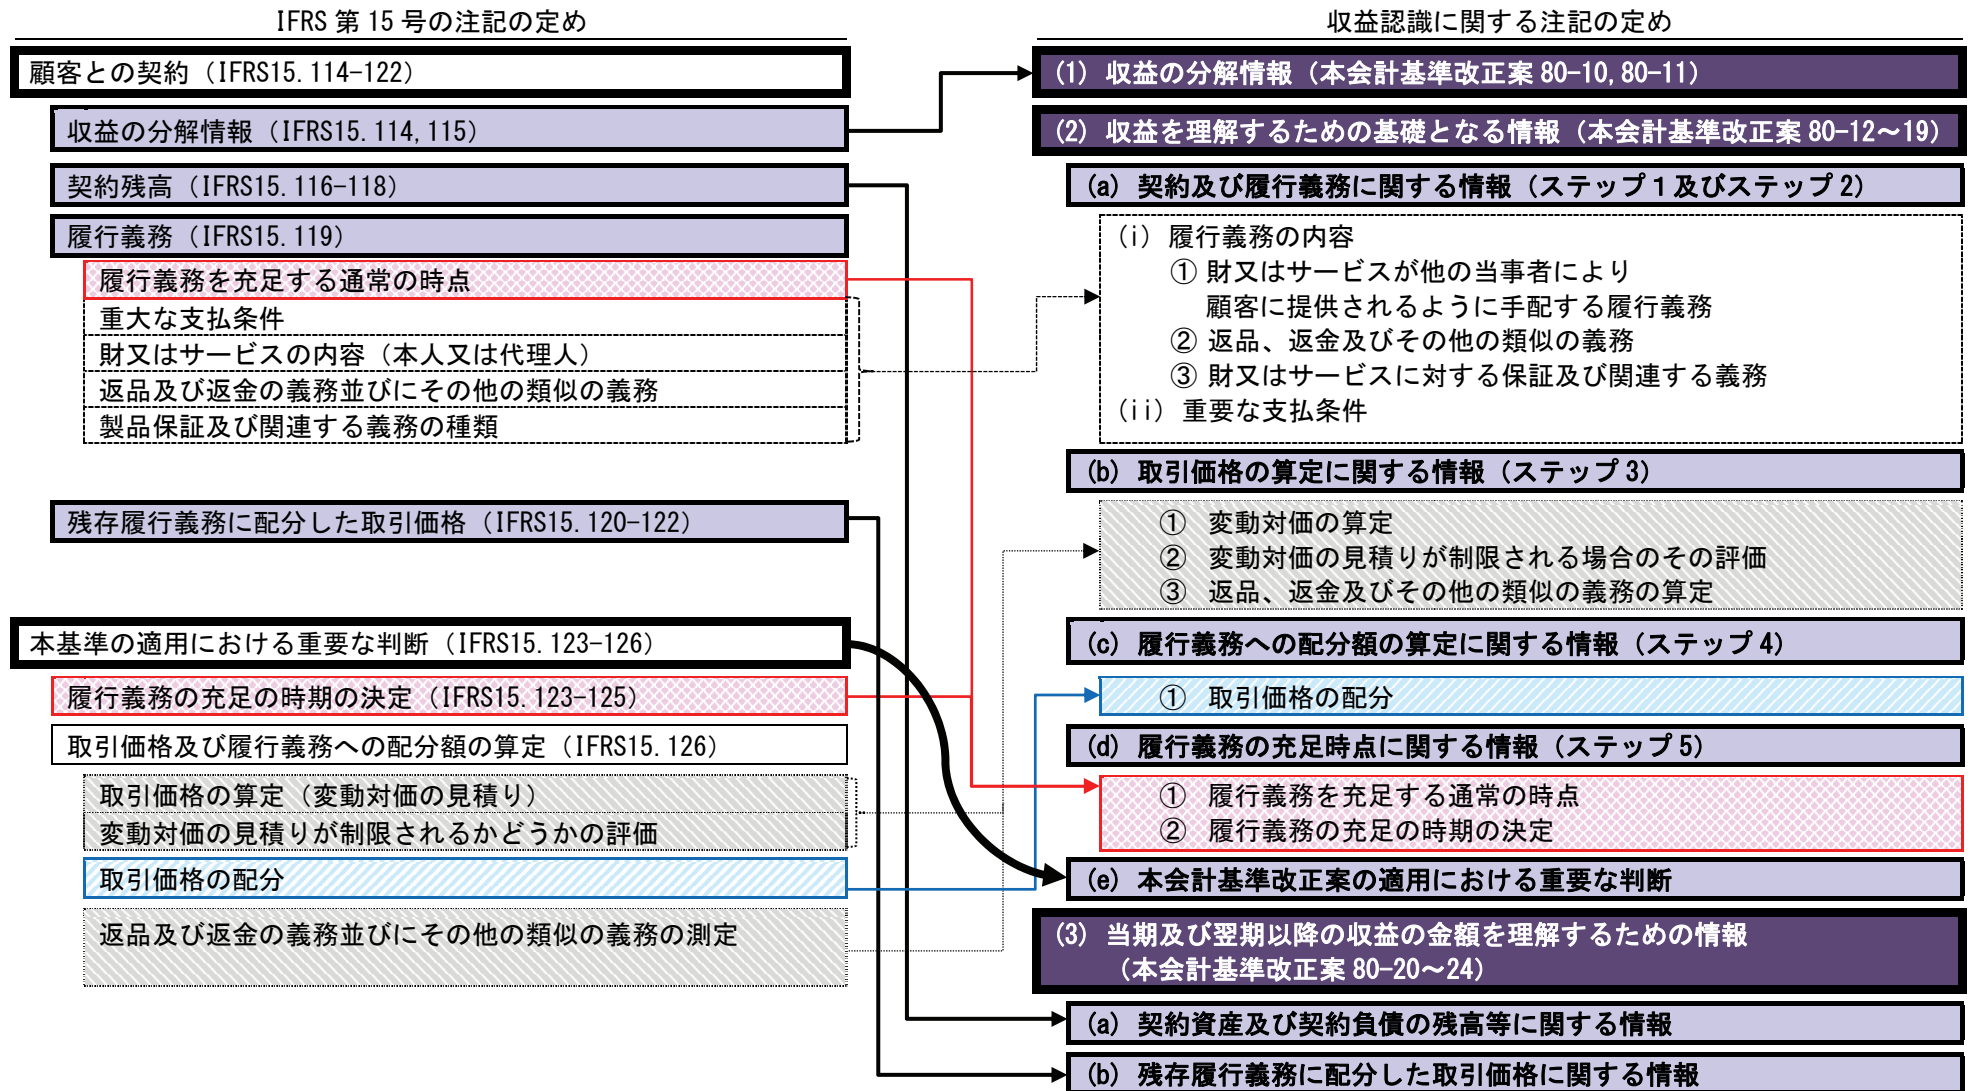 IFRS 第 15 号の注記の定め
顧客との契約（IFRS15. 114-122）
収益の分解情報（IFRS15. 114, 115）
契約残高（IFRS15. 116-118）
履行義務（IFRS15. 119）
履行義務を充足する通常の時点
重大な支払条件
財又はサービスの内容（本人又は代理人）
返品及び返金の義務並びにその他の類似の義務
製品保証及び関連する義務の種類
残存履行義務に配分した取引価格（IFRS15. 120-122）
本基準の適用における重要な判断（IFRS15. 123-126）
履行義務の充足の時期の決定（IFRS15. 123-125）
取引価格及び履行義務への配分額の算定（IFRS15. 126）
取引価格の算定（変動対価の見積り）
変動対価の見積りが制限されるかどうかの評価
取引価格の配分
返品及び返金の義務並びにその他の類似の義務の測定
収益認識に関する注記の定め
(1) 収益の分解情報（本会計基準改正案 80-10, 80-11）
(2) 収益を理解するための基礎となる情報（本会計基準改正案 80-12～19）
(a) 契約及び履行義務に関する情報（ステップ 1 及びステップ 2）
(i) 履行義務の内容
① 財又はサービスが他の当事者により
顧客に提供されるように手配する履行義務
② 返品、返金及びその他の類似の義務
③ 財又はサービスに対する保証及び関連する義務
(ii) 重要な支払条件
(b) 取引価格の算定に関する情報（ステップ 3）
① 変動対価の算定
② 変動対価の見積りが制限される場合のその評価
③ 返品、返金及びその他の類似の義務の算定
(c) 履行義務への配分額の算定に関する情報（ステップ 4）
① 取引価格の配分
(d) 履行義務の充足時点に関する情報（ステップ 5）
① 履行義務を充足する通常の時点
② 履行義務の充足の時期の決定
(e) 本会計基準改正案の適用における重要な判断
(3) 当期及び翌期以降の収益の金額を理解するための情報
（本会計基準改正案 80-20～24）
(a) 契約資産及び契約負債の残高等に関する情報
(b) 残存履行義務に配分した取引価格に関する情報